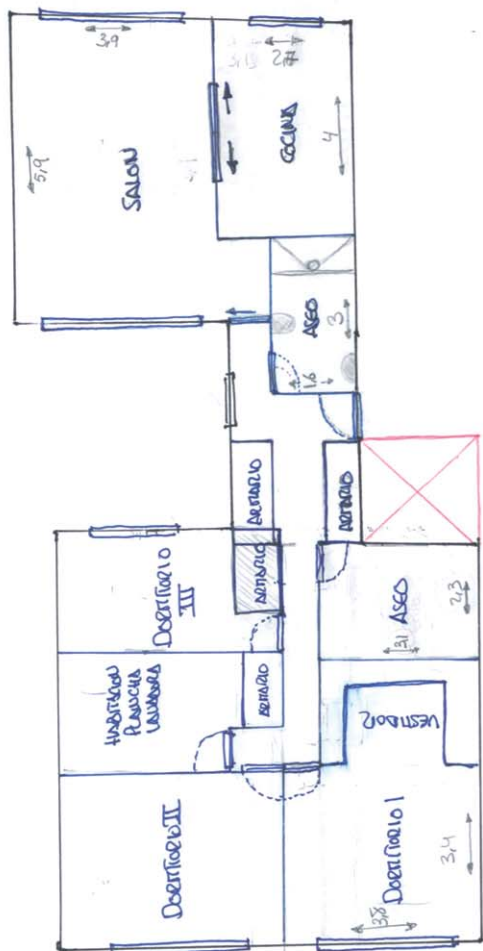 3,9
5,9
SALON
2,7
COCINA
4
ASEO
3
1,6
ARMARIO
ARMARIO
ARMARIO
DORMITORIO
III
ASEO
3,1
2,3
HABITACION
PLANCHA
LAVADORA
ARMARIO
VESTIDOR
DORMITORIO II
DORMITORIO 1
3,8
3,4